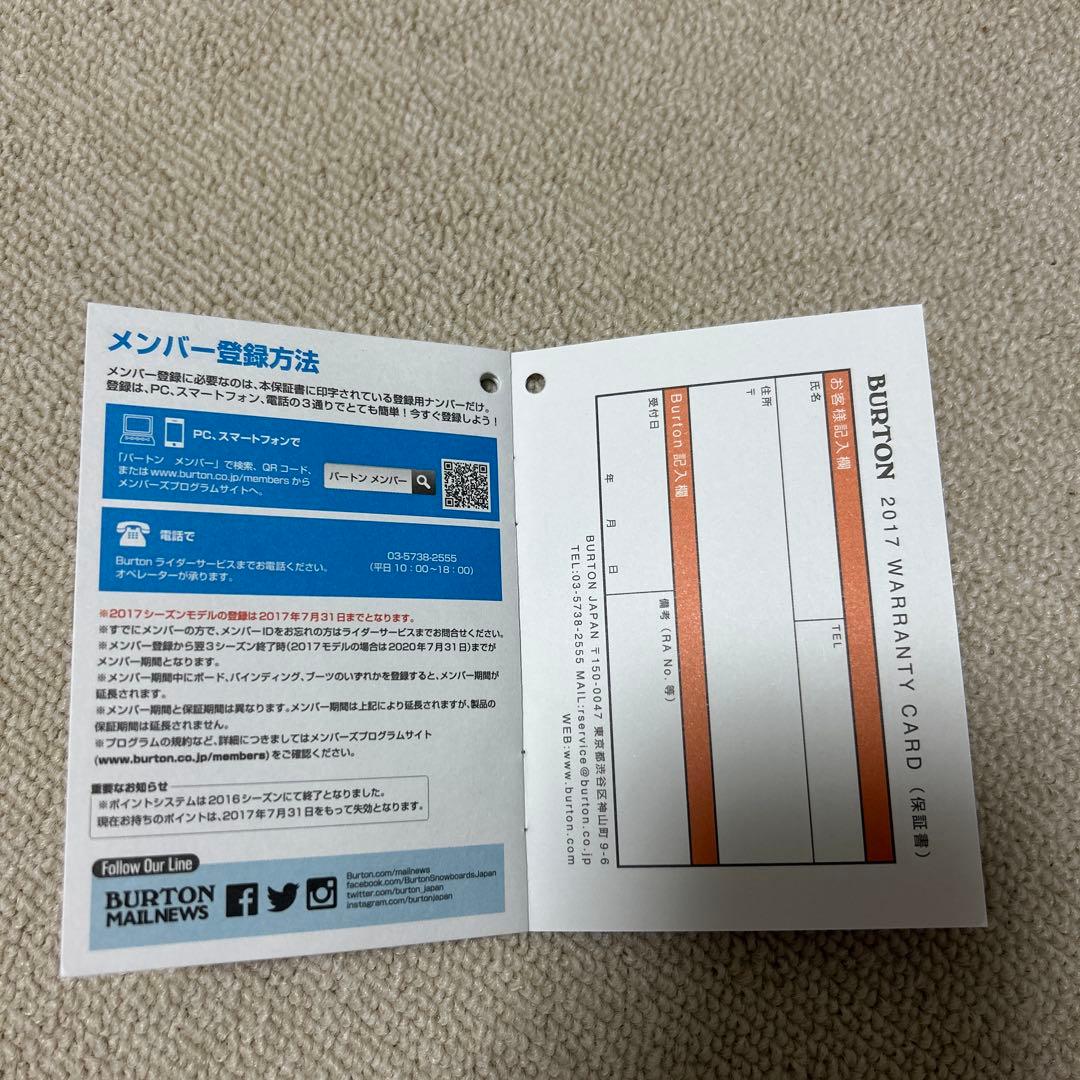 メンバー登録方法
メンバー登録に必要なのは、本保証書に印字されている登録用ナンバーだけ。
登録は、PC、スマートフォン、電話の3通りでとても簡単！今すぐ登録しよう！
PC、スマートフォンで
「バートン　メンバー」で検索、QRコード、
または www.burton.co.jp/members から
メンバーズプログラムサイトへ。
バートン メンバー
電話で
Burton ライダーサービスまでお電話ください。
オペレーターが承ります。
03-5738-2555
（平日10：00～18：00）
※2017シーズンモデルの登録は2017年7月31日までとなります。
※すでにメンバーの方で、メンバーIDをお忘れの方はライダーサービスまでお問合せください。
※メンバー登録から翌3シーズン終了時（2017モデルの場合は2020年7月31日）までが
メンバー期間となります。
※メンバー期間中にボード、バインディング、ブーツのいずれかを登録すると、メンバー期間が
延長されます。
※メンバー期間と保証期間は異なります。メンバー期間は上記により延長されますが、製品の
保証期間は延長されません。
※プログラムの規約など、詳細につきましてはメンバーズプログラムサイト
(www.burton.co.jp/members)をご確認ください。
重要なお知らせ
※ポイントシステムは2016シーズンにて終了となりました。
現在お持ちのポイントは、2017年7月31日をもって失効となります。
Follow Our Line
BURTON
MAILNEWS
Burton.com/mailnews
facebook.com/BurtonSnowboardsJapan
twitter.com/burton_japan
instagram.com/burtonjapan
BURTON 2017 WARRANTY CARD（保証書）
お客様記入欄
氏名
TEL
住所
〒
Burton 記入欄
受付日
年　月　日
備考（RA No. 等）
BURTON JAPAN 〒150-0047 東京都渋谷区神山町9-6
TEL:03-5738-2555 MAIL:rservice@burton.co.jp
WEB:www.burton.com